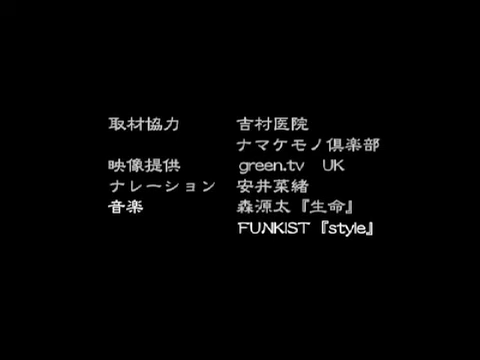 取材協力 吉村医院
ナマケモノ倶楽部
映像提供 green.tv UK
ナレーション 安井菜緒
音楽 森源太『生命』
FUNKIST『style』